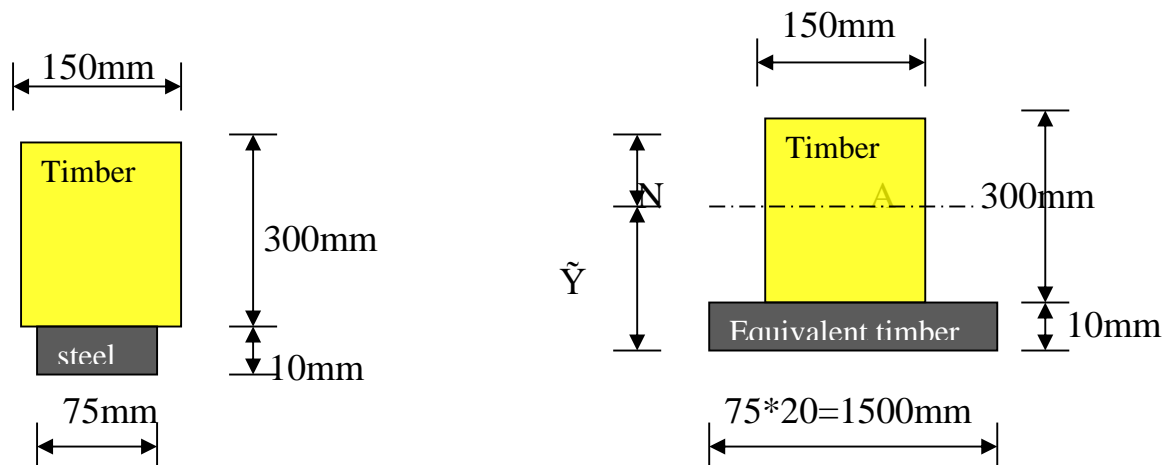 150mm
Timber
300mm
steel
10mm
75mm
150mm
Timber
N
A
300mm
Ỹ
Equivalent timber
10mm
75*20=1500mm